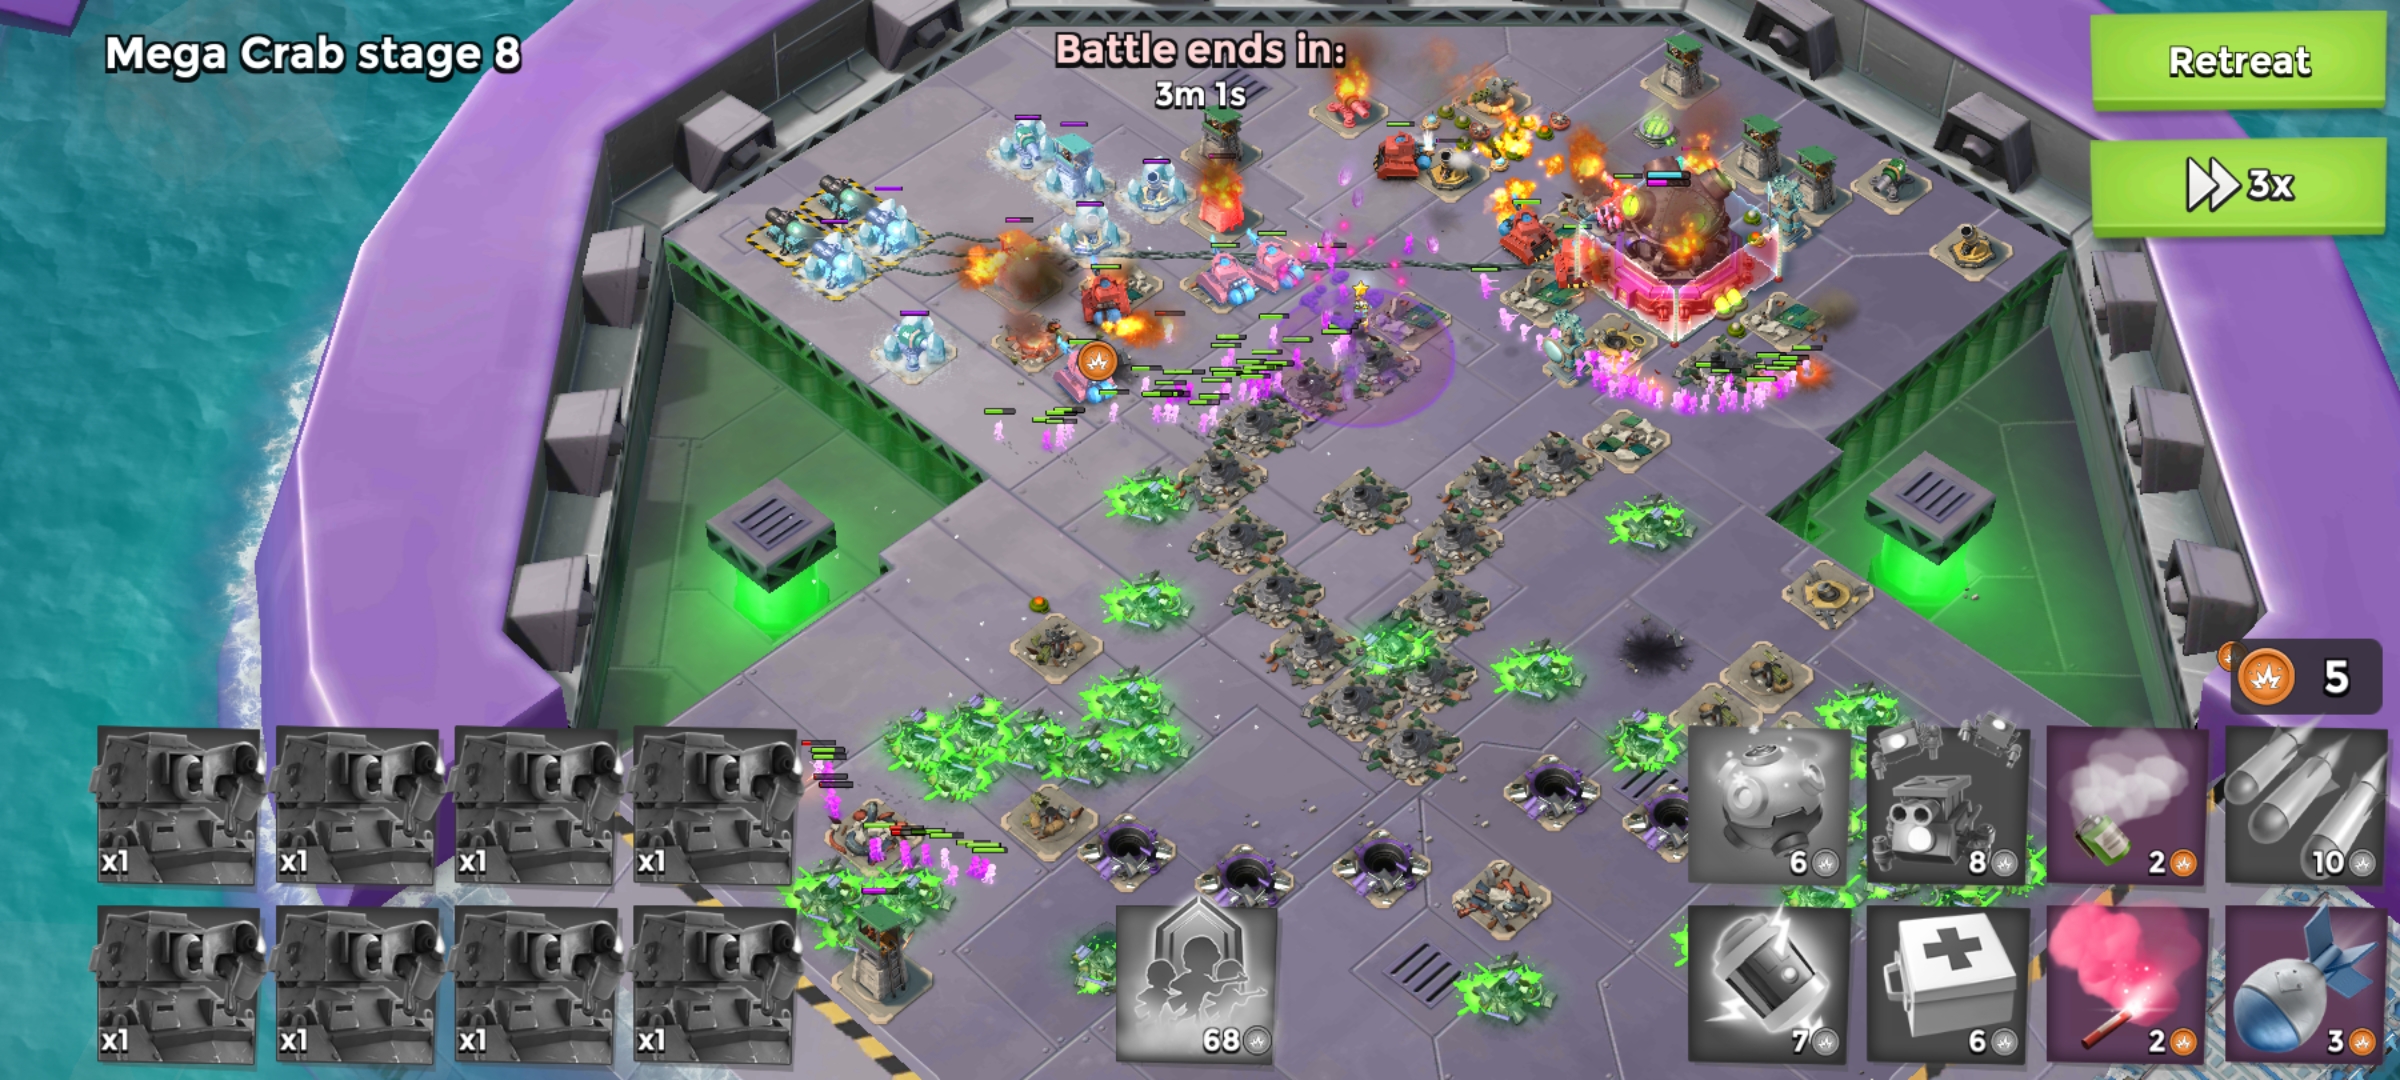 Mega Crab stage 8
Battle ends in:
3m 1s
Retreat
3x
5
x1
x1
x1
x1
6
8
2
10
x1
x1
x1
x1
68
7
6
2
3